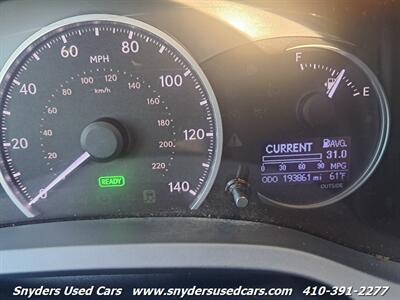 80
60
100
MPH
40
120
100 120
80
140
km/h
60
160
180
20
40
140
200
20
120
220
READY
0
140
F
E
CURRENT AVG.
31.0
0 30 60 90 MPG
ODO 193861 mi 61°F
OUTSIDE
Snyders Used Cars www.snydersusedcars.com 410-391-2277